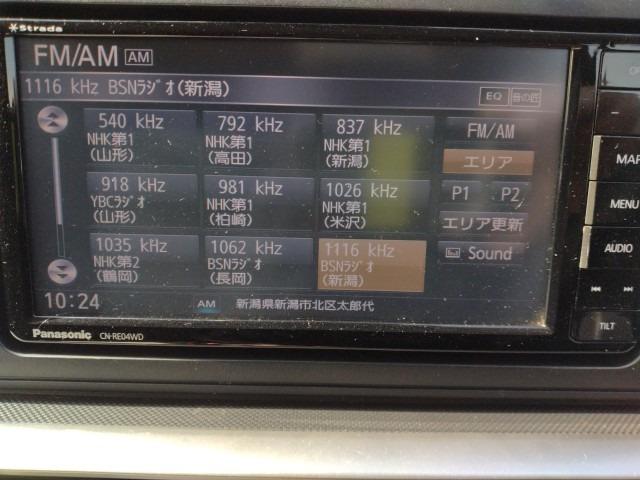 Strada
FM/AM AM
1116 kHz BSNﾗｼﾞｵ(新潟)
EQ 音の匠
540 kHz
NHK第1
(山形)
792 kHz
NHK第1
(高田)
837 kHz
NHK第1
(新潟)
FM/AM
エリア
918 kHz
YBCﾗｼﾞｵ
(山形)
981 kHz
NHK第1
(柏崎)
1026 kHz
NHK第1
(米沢)
P1 P2
エリア更新
1035 kHz
NHK第2
(鶴岡)
1062 kHz
BSNﾗｼﾞｵ
(長岡)
1116 kHz
BSNﾗｼﾞｵ
(新潟)
Sound
10:24
AM
新潟県新潟市北区太郎代
Panasonic CN-RE04WD
MAP
MENU
AUDIO
TILT